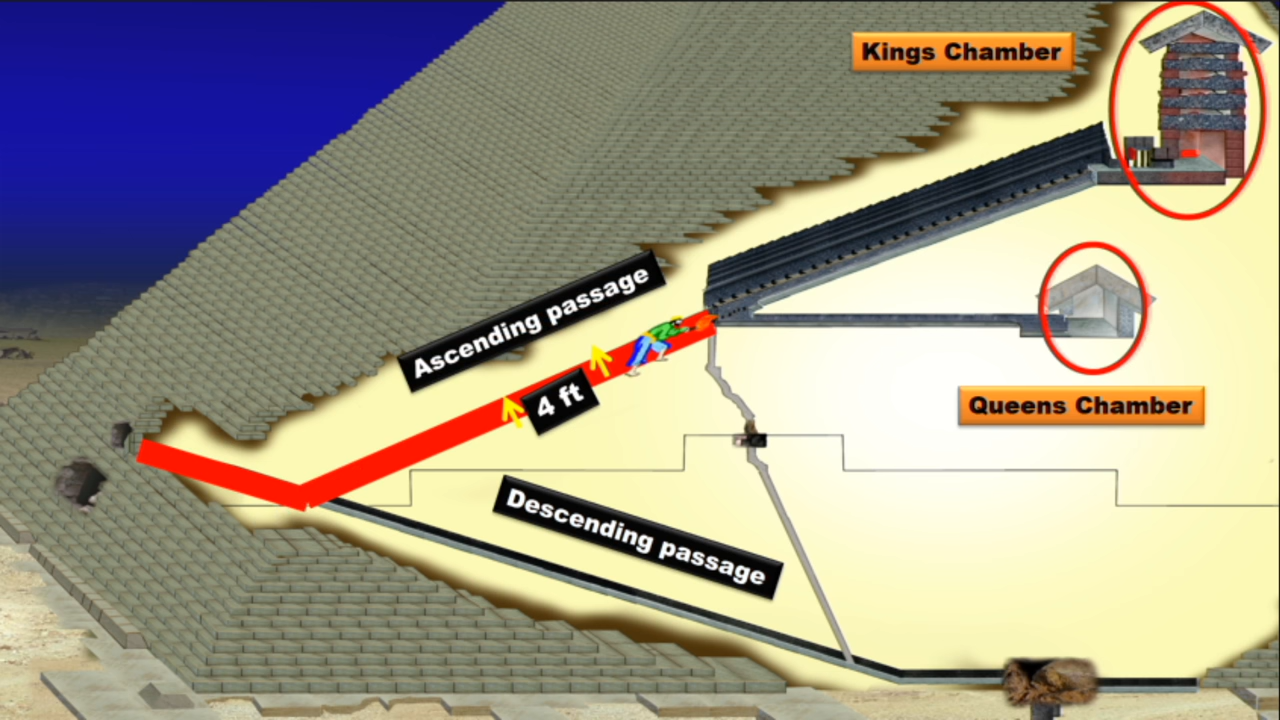 Kings Chamber
Ascending passage
4 ft
Queens Chamber
Descending passage